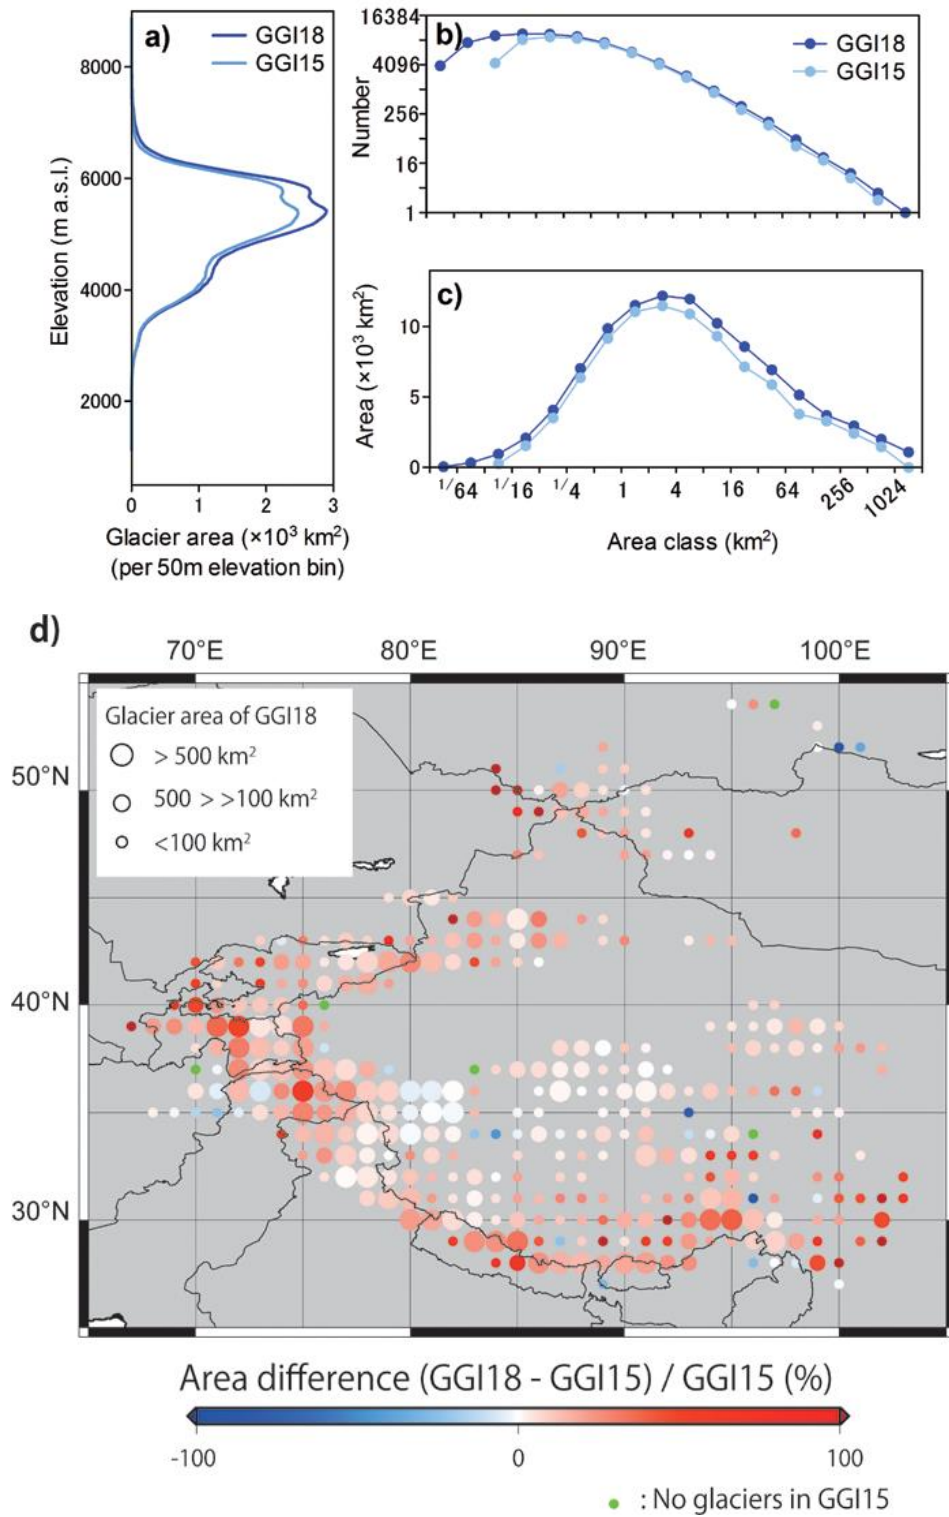 a)
GGI18
GGI15
8000
6000
4000
2000
Elevation (m a.s.l.)
0 1 2 3
Glacier area (×10³ km²)
(per 50m elevation bin)
b)
GGI18
GGI15
16384
4096
256
16
1
Number
c)
10
5
0
Area (×10³ km²)
1/64 1/16 1/4 1 4 16 64 256 1024
Area class (km²)
d)
70°E 80°E 90°E 100°E
50°N
40°N
30°N
Glacier area of GGI18
> 500 km²
500 > >100 km²
<100 km²
Area difference (GGI18 - GGI15) / GGI15 (%)
-100 0 100
: No glaciers in GGI15